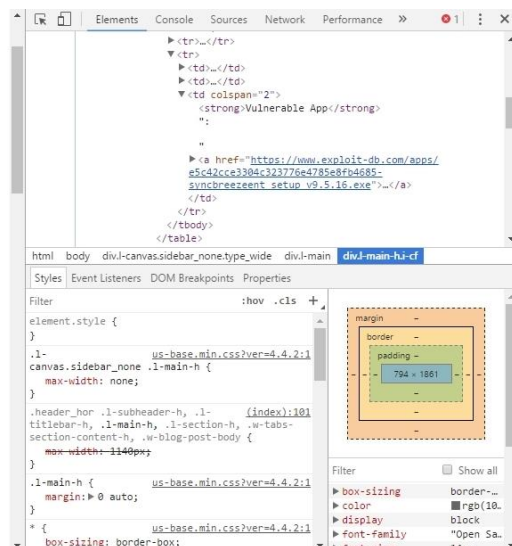 Elements Console Sources Network Performance » 1
<tr>…</tr>
<tr>
<td>…</td>
<td>…</td>
<td colspan="2">
<strong>Vulnerable App</strong>
":
"
<a href="https://www.exploit-db.com/apps/
e5c42cce3304c323776e4785e8fb4685-
syncbreezeent_setup_v9.5.16.exe">…</a>
</td>
</tr>
</tbody>
</table>
html body div.l-canvas.sidebar_none.type_wide div.l-main div.l-main-h.i-cf
Styles Event Listeners DOM Breakpoints Properties
Filter :hov .cls +
element.style {
}
.l- us-base.min.css?ver=4.4.2:1
canvas.sidebar_none .l-main-h {
max-width: none;
}
.header_hor .l-subheader-h, .l- (index):101
titlebar-h, .l-main-h, .l-section-h, .w-tabs-
section-content-h, .w-blog-post-body {
max-width: 1140px;
}
.l-main-h { us-base.min.css?ver=4.4.2:1
margin: 0 auto;
}
* { us-base.min.css?ver=4.4.2:1
box-sizing: border-box;
margin –
border –
padding –
– – – 794 × 1861 – – –
–
–
–
Filter Show all
box-sizing border-…
color rgb(10…
display block
font-family "Open Sa…